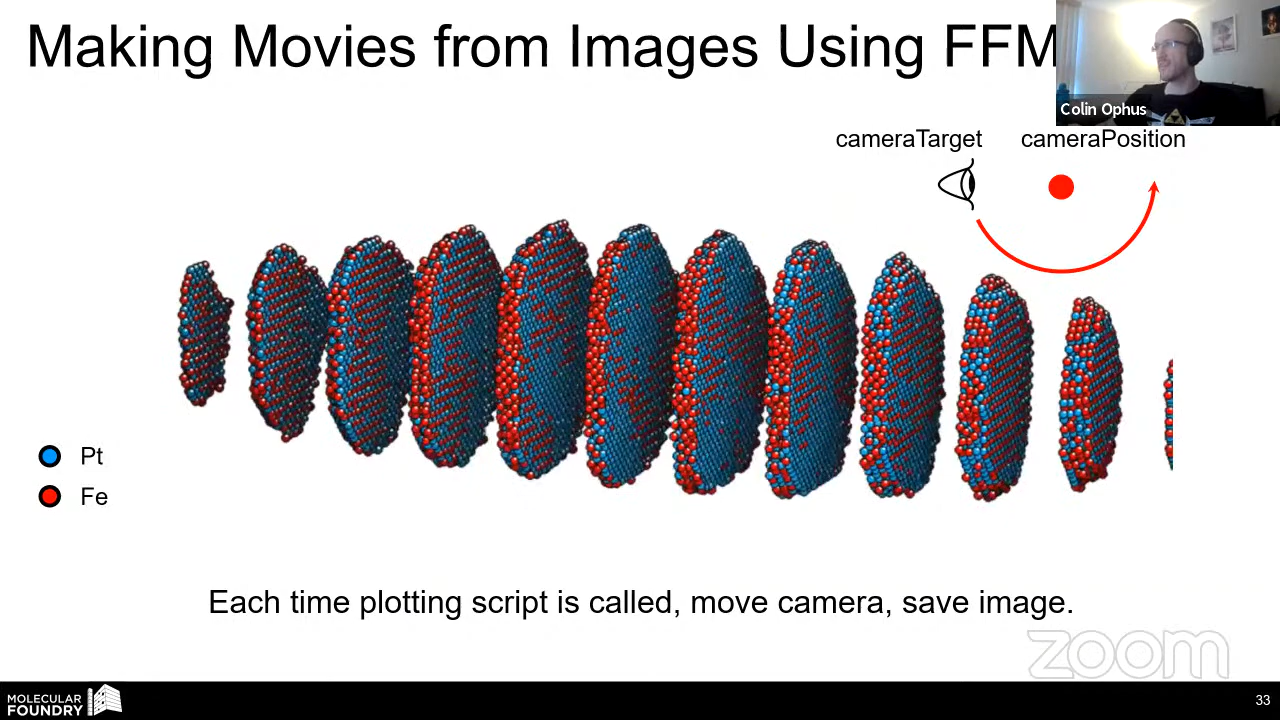 Making Movies from Images Using FFM
Colin Ophus
cameraTarget
cameraPosition
Pt
Fe
Each time plotting script is called, move camera, save image.
zoom
MOLECULAR
FOUNDRY
33